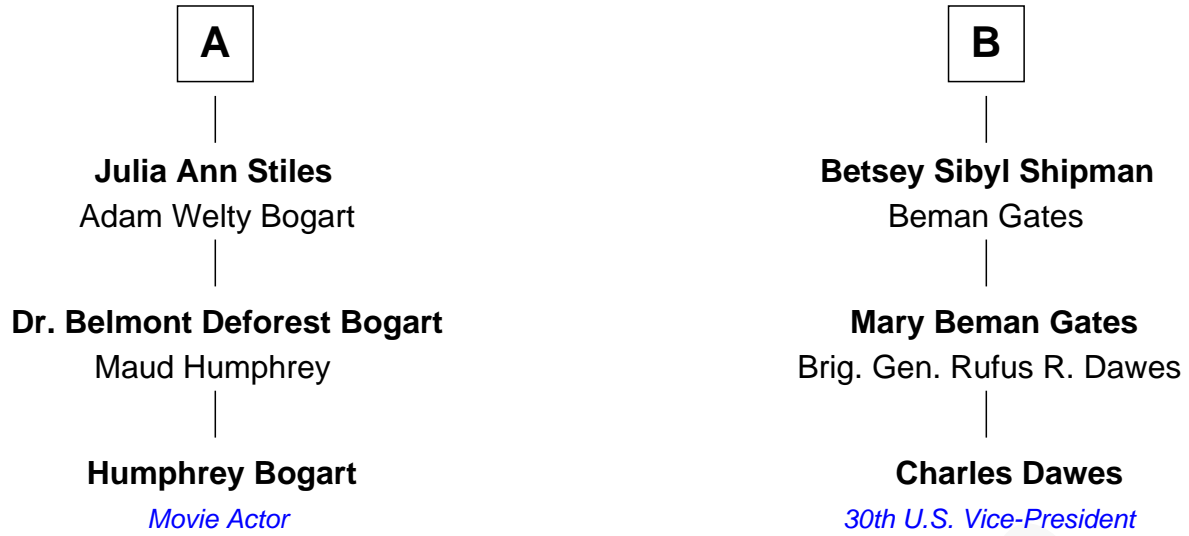 A
Julia Ann Stiles
Adam Welty Bogart
Dr. Belmont Deforest Bogart
Maud Humphrey
Humphrey Bogart
Movie Actor
B
Betsey Sibyl Shipman
Beman Gates
Mary Beman Gates
Brig. Gen. Rufus R. Dawes
Charles Dawes
30th U.S. Vice-President